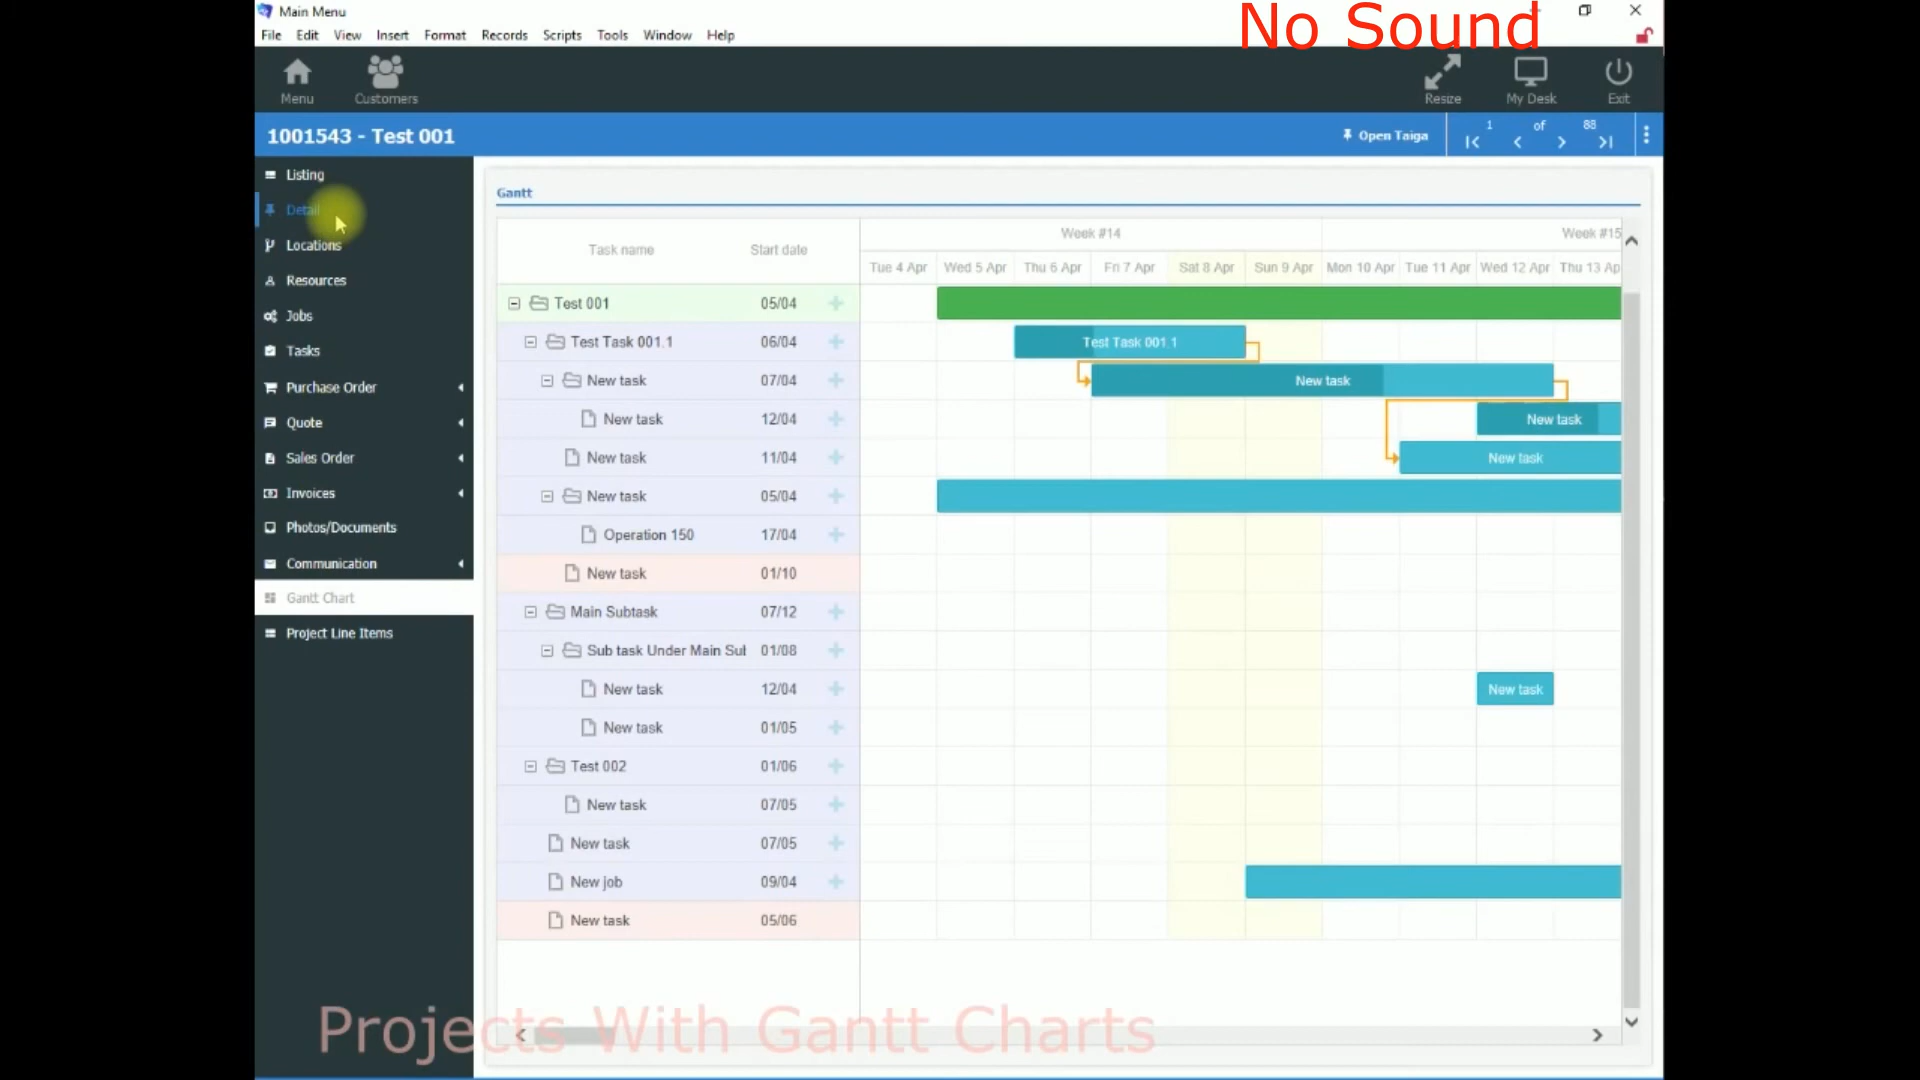 Main Menu
No Sound
File Edit View Insert Format Records Scripts Tools Window Help
Menu Customers Resize My Desk Exit
1001543 - Test 001 Open Taiga 1 of 88
Listing
Detail
Locations
Resources
Jobs
Tasks
Purchase Order
Quote
Sales Order
Invoices
Photos/Documents
Communication
Gantt Chart
Project Line Items
Gantt
Task name Start date Week #14 Week #15
Tue 4 Apr Wed 5 Apr Thu 6 Apr Fri 7 Apr Sat 8 Apr Sun 9 Apr Mon 10 Apr Tue 11 Apr Wed 12 Apr Thu 13 Ap
Test 001 05/04
Test Task 001.1 06/04 Test Task 001.1
New task 07/04 New task
New task 12/04 New task
New task 11/04 New task
New task 05/04
Operation 150 17/04
New task 01/10
Main Subtask 07/12
Sub task Under Main Sul 01/08
New task 12/04 New task
New task 01/05
Test 002 01/06
New task 07/05
New task 07/05
New job 09/04
New task 05/06
Projects With Gantt Charts